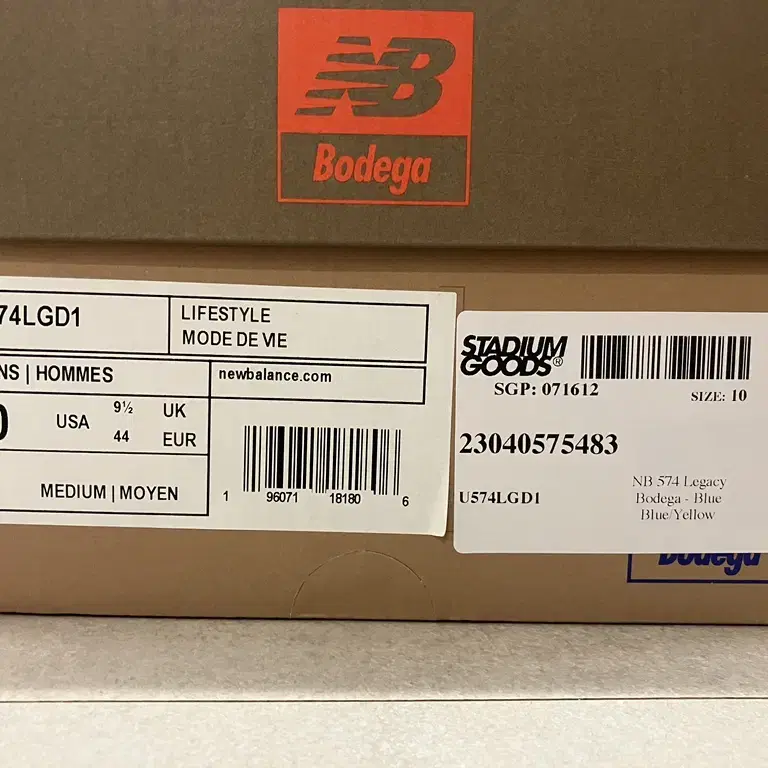 NB
Bodega
74LGD1
LIFESTYLE
MODE DE VIE
NS | HOMMES
newbalance.com
0
USA
9½
UK
44
EUR
MEDIUM | MOYEN
1 96071 18180 6
STADIUM
GOODS®
SGP: 071612
SIZE: 10
23040575483
U574LGD1
NB 574 Legacy
Bodega - Blue
Blue/Yellow
Bodega